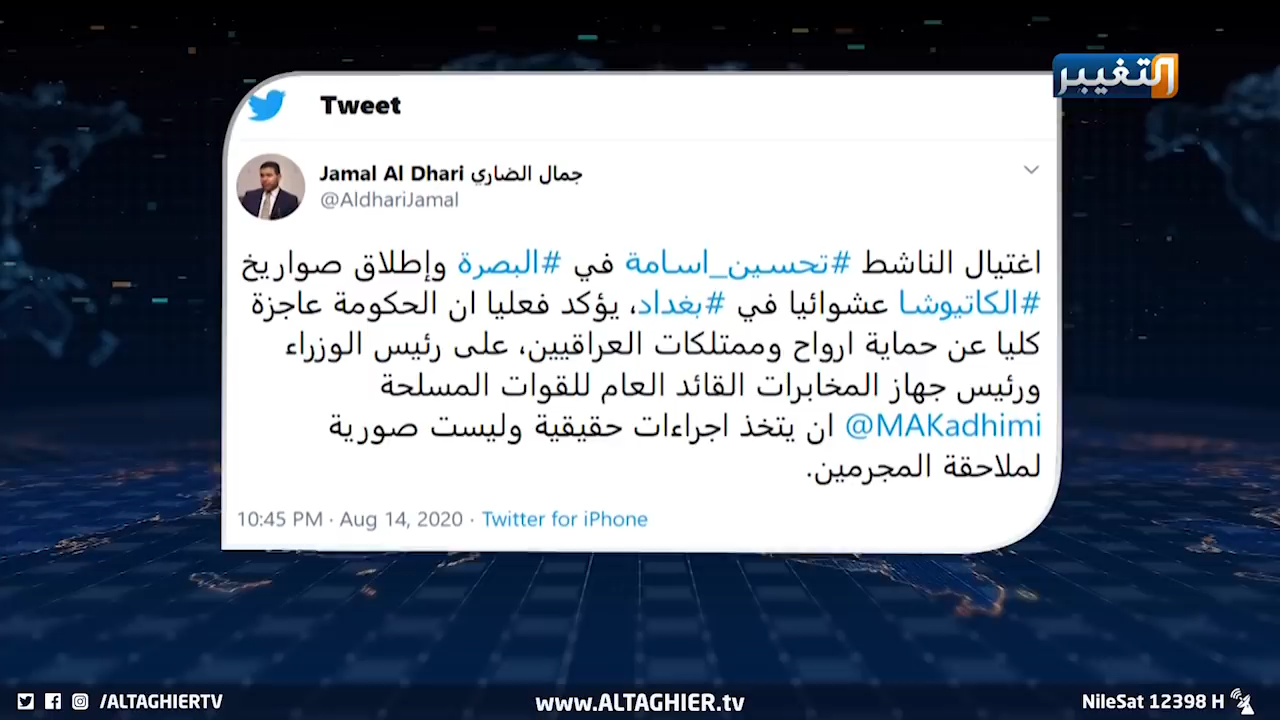 التغيير
Tweet
Jamal Al Dhari جمال الضاري
@AldhariJamal
اغتيال الناشط #تحسين_اسامة في #البصرة وإطلاق صواريخ
#الكاتيوشا عشوائيا في #بغداد، يؤكد فعليا ان الحكومة عاجزة
كليا عن حماية ارواح وممتلكات العراقيين، على رئيس الوزراء
ورئيس جهاز المخابرات القائد العام للقوات المسلحة
@MAKadhimi ان يتخذ اجراءات حقيقية وليست صورية
لملاحقة المجرمين.
10:45 PM · Aug 14, 2020 · Twitter for iPhone
/ALTAGHIERTV
www.ALTAGHIER.tv
NileSat 12398 H